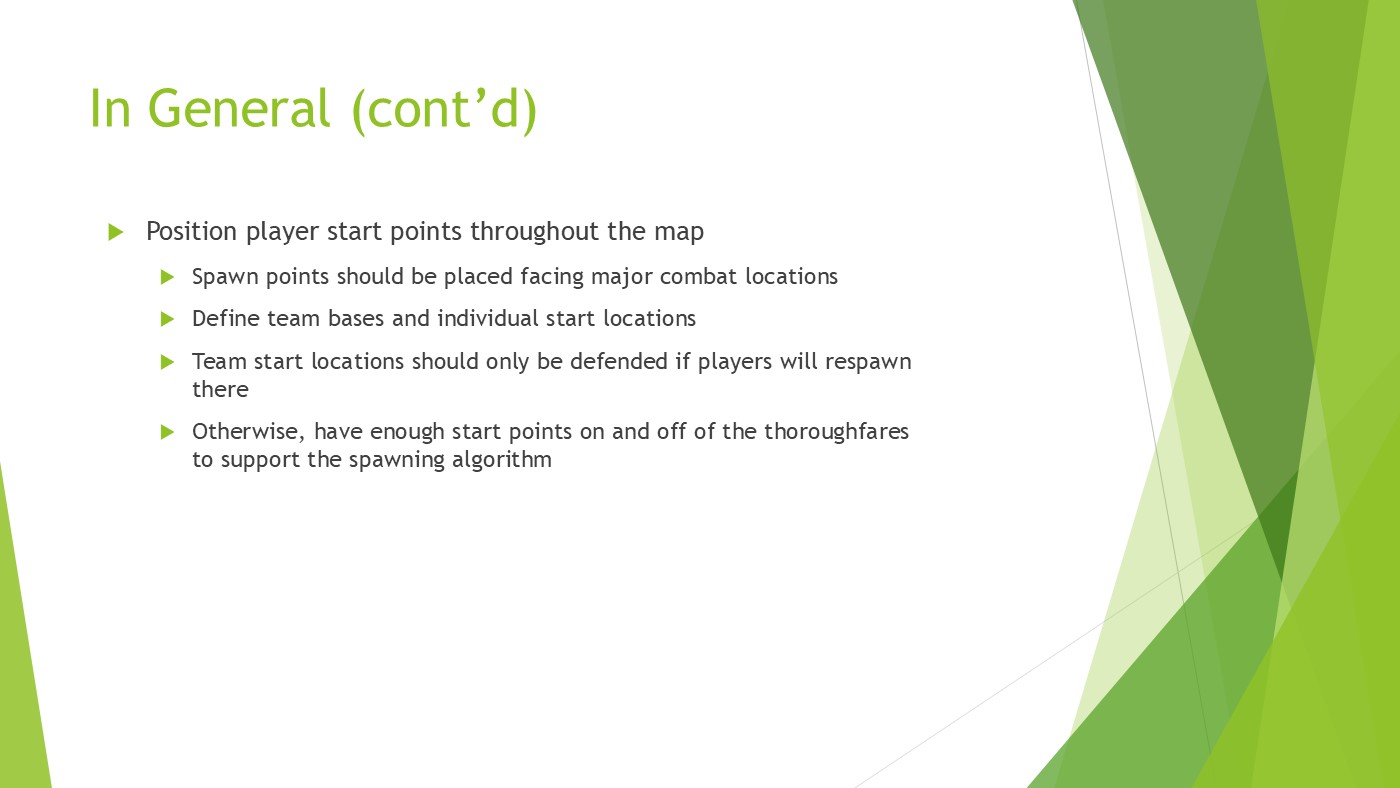 In General (cont’d)
Position player start points throughout the map
Spawn points should be placed facing major combat locations
Define team bases and individual start locations
Team start locations should only be defended if players will respawn
there
Otherwise, have enough start points on and off of the thoroughfares
to support the spawning algorithm